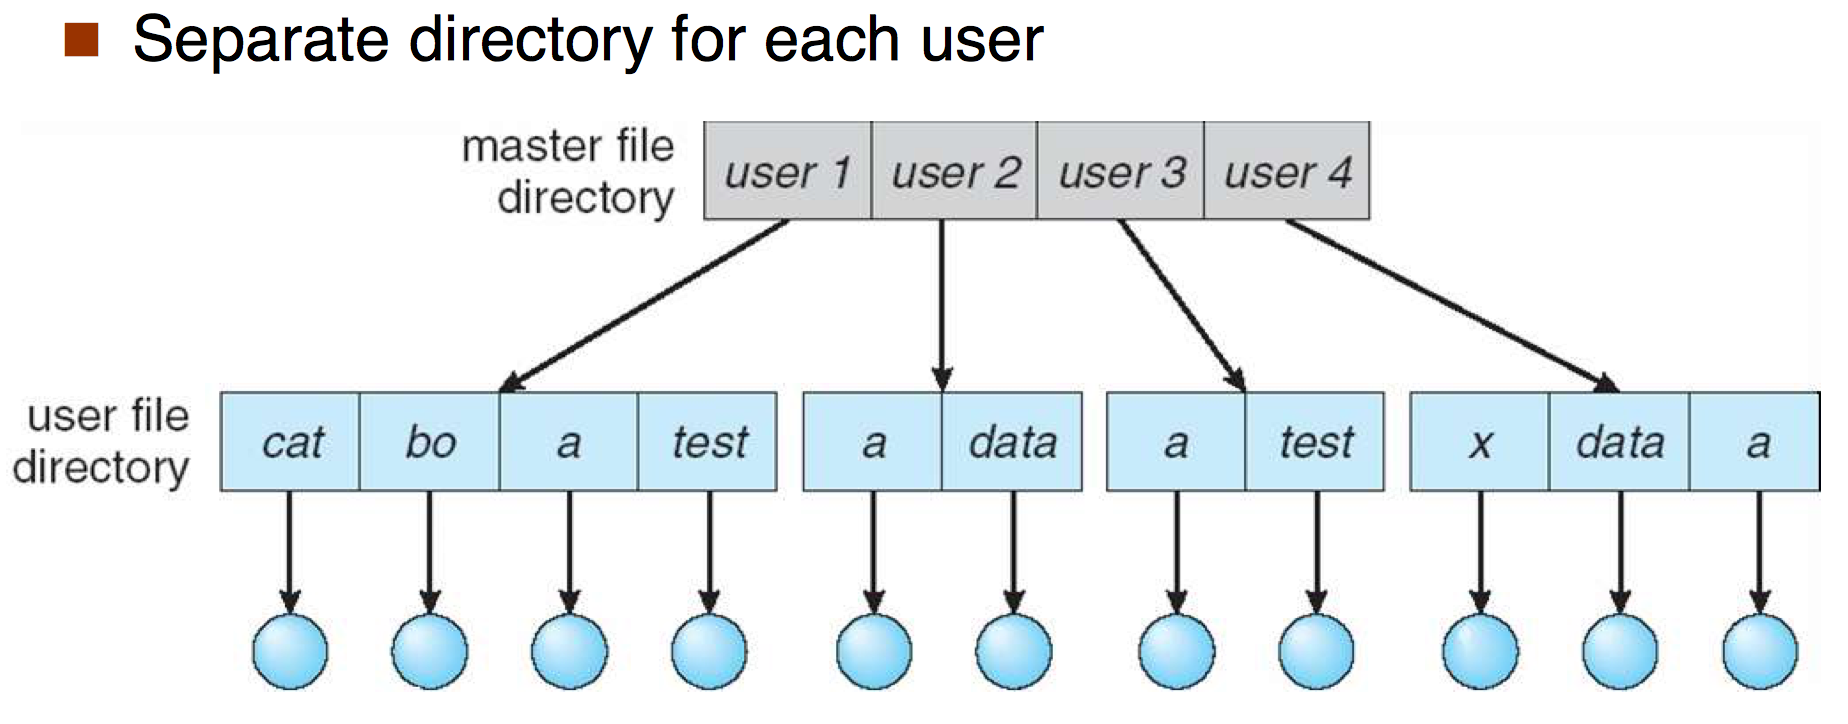 Separate directory for each user
master file
directory
user 1 user 2 user 3 user 4
user file
directory
cat bo a test a data a test x data a